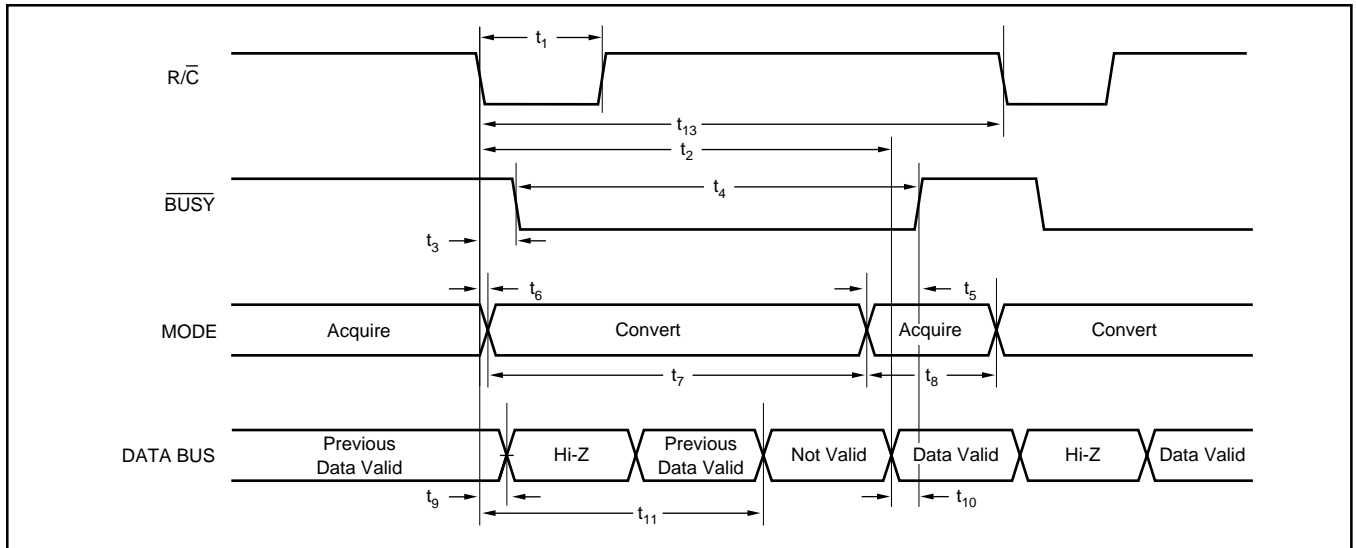 t₁
R/C̅
t₁₃
t₂
t₄
B̅U̅S̅Y̅
t₃
t₆
t₅
MODE
Acquire
Convert
Acquire
Convert
t₇
t₈
DATA BUS
Previous
Data Valid
Hi-Z
Previous
Data Valid
Not Valid
Data Valid
Hi-Z
Data Valid
t₉
t₁₀
t₁₁